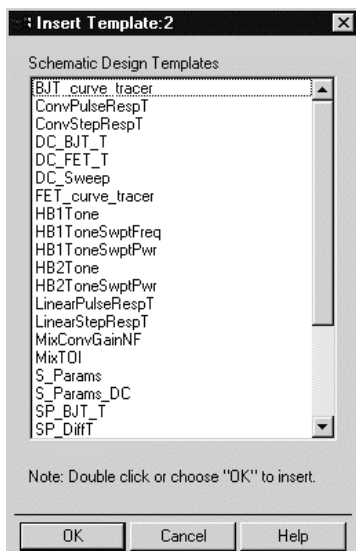 Insert Template:2
Schematic Design Templates
BJT_curve_tracer
ConvPulseRespT
ConvStepRespT
DC_BJT_T
DC_FET_T
DC_Sweep
FET_curve_tracer
HB1Tone
HB1ToneSwptFreq
HB1ToneSwptPwr
HB2Tone
HB2ToneSwptPwr
LinearPulseRespT
LinearStepRespT
MixConvGainNF
MixTOI
S_Params
S_Params_DC
SP_BJT_T
SP_DiffT
Note: Double click or choose "OK" to insert.
OK Cancel Help